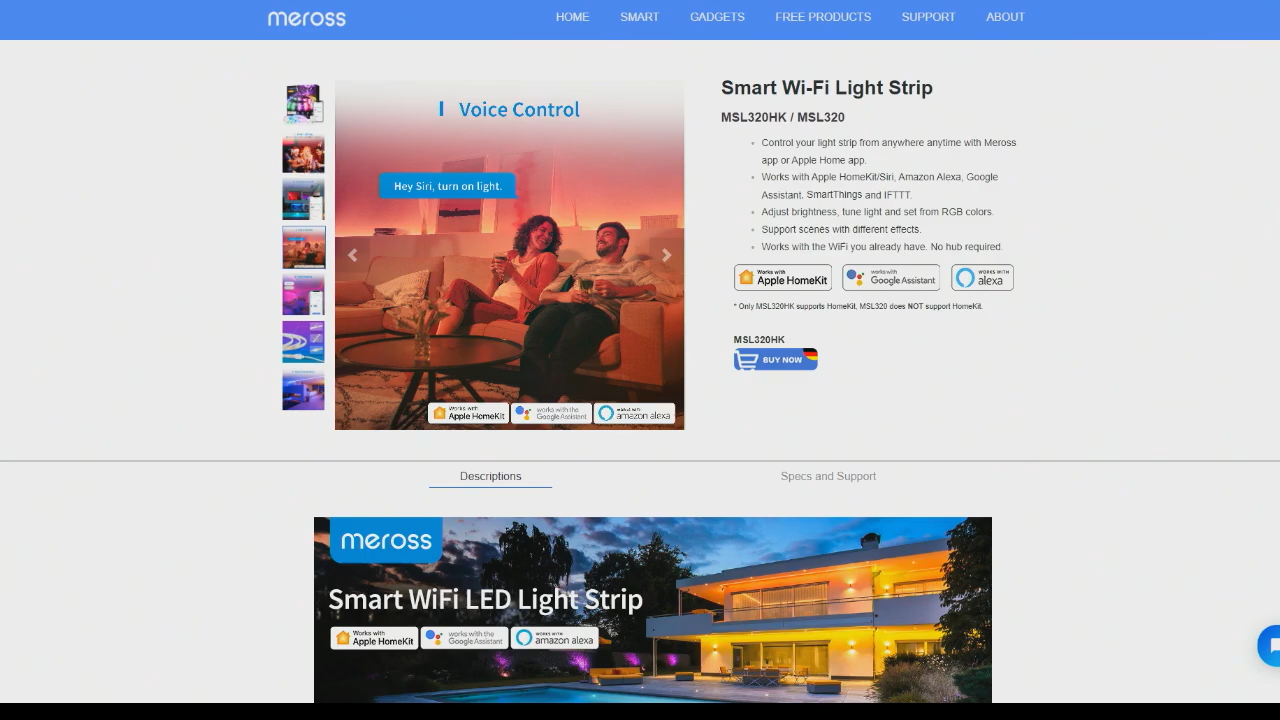 meross
HOME SMART GADGETS FREE PRODUCTS SUPPORT ABOUT
Voice Control
Hey Siri, turn on light.
Works with Apple HomeKit
works with the Google Assistant
WORKS WITH amazon alexa
Smart Wi-Fi Light Strip
MSL320HK / MSL320
Control your light strip from anywhere anytime with Meross
app or Apple Home app.
Works with Apple HomeKit/Siri, Amazon Alexa, Google
Assistant. SmartThings and IFTTT.
Adjust brightness, tune light and set from RGB colors.
Support scenes with different effects.
Works with the WiFi you already have. No hub required.
Works with Apple HomeKit
works with Google Assistant
WORKS WITH alexa
* Only MSL320HK supports HomeKit, MSL320 does NOT support HomeKit.
MSL320HK
BUY NOW
Descriptions
Specs and Support
meross
Smart WiFi LED Light Strip
Works with Apple HomeKit
works with the Google Assistant
WORKS WITH amazon alexa